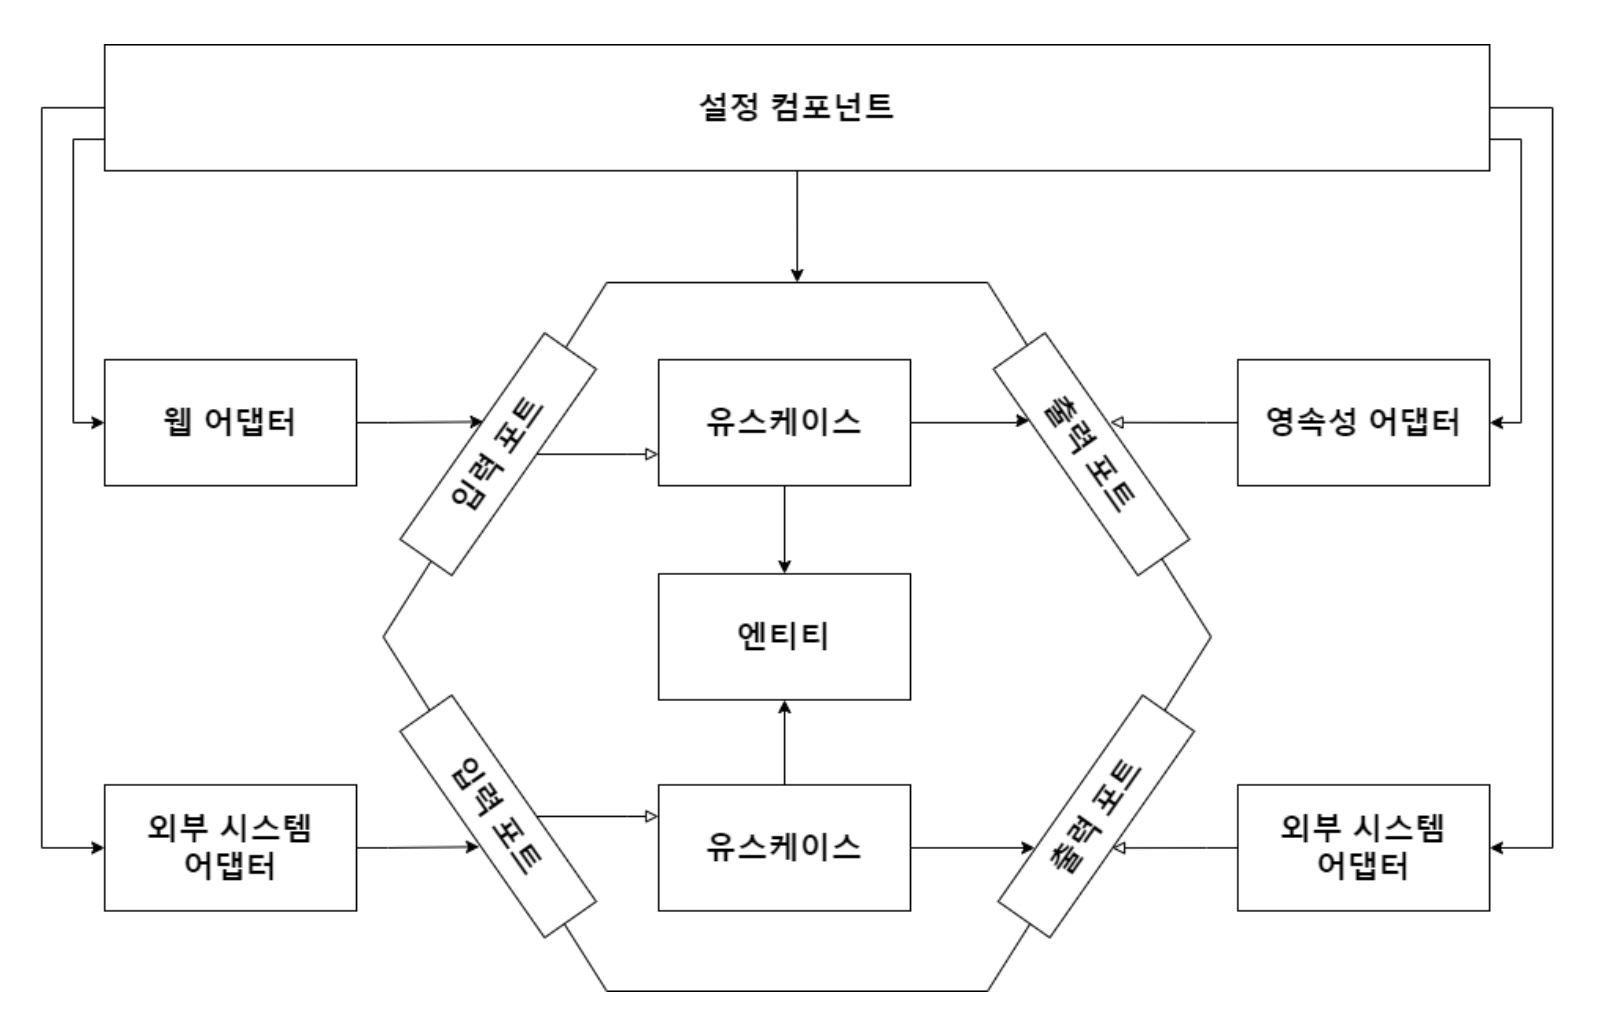 설정 컴포넌트
웹 어댑터
입력 포트
유스케이스
출력 포트
영속성 어댑터
엔티티
외부 시스템
어댑터
입력 포트
유스케이스
출력 포트
외부 시스템
어댑터